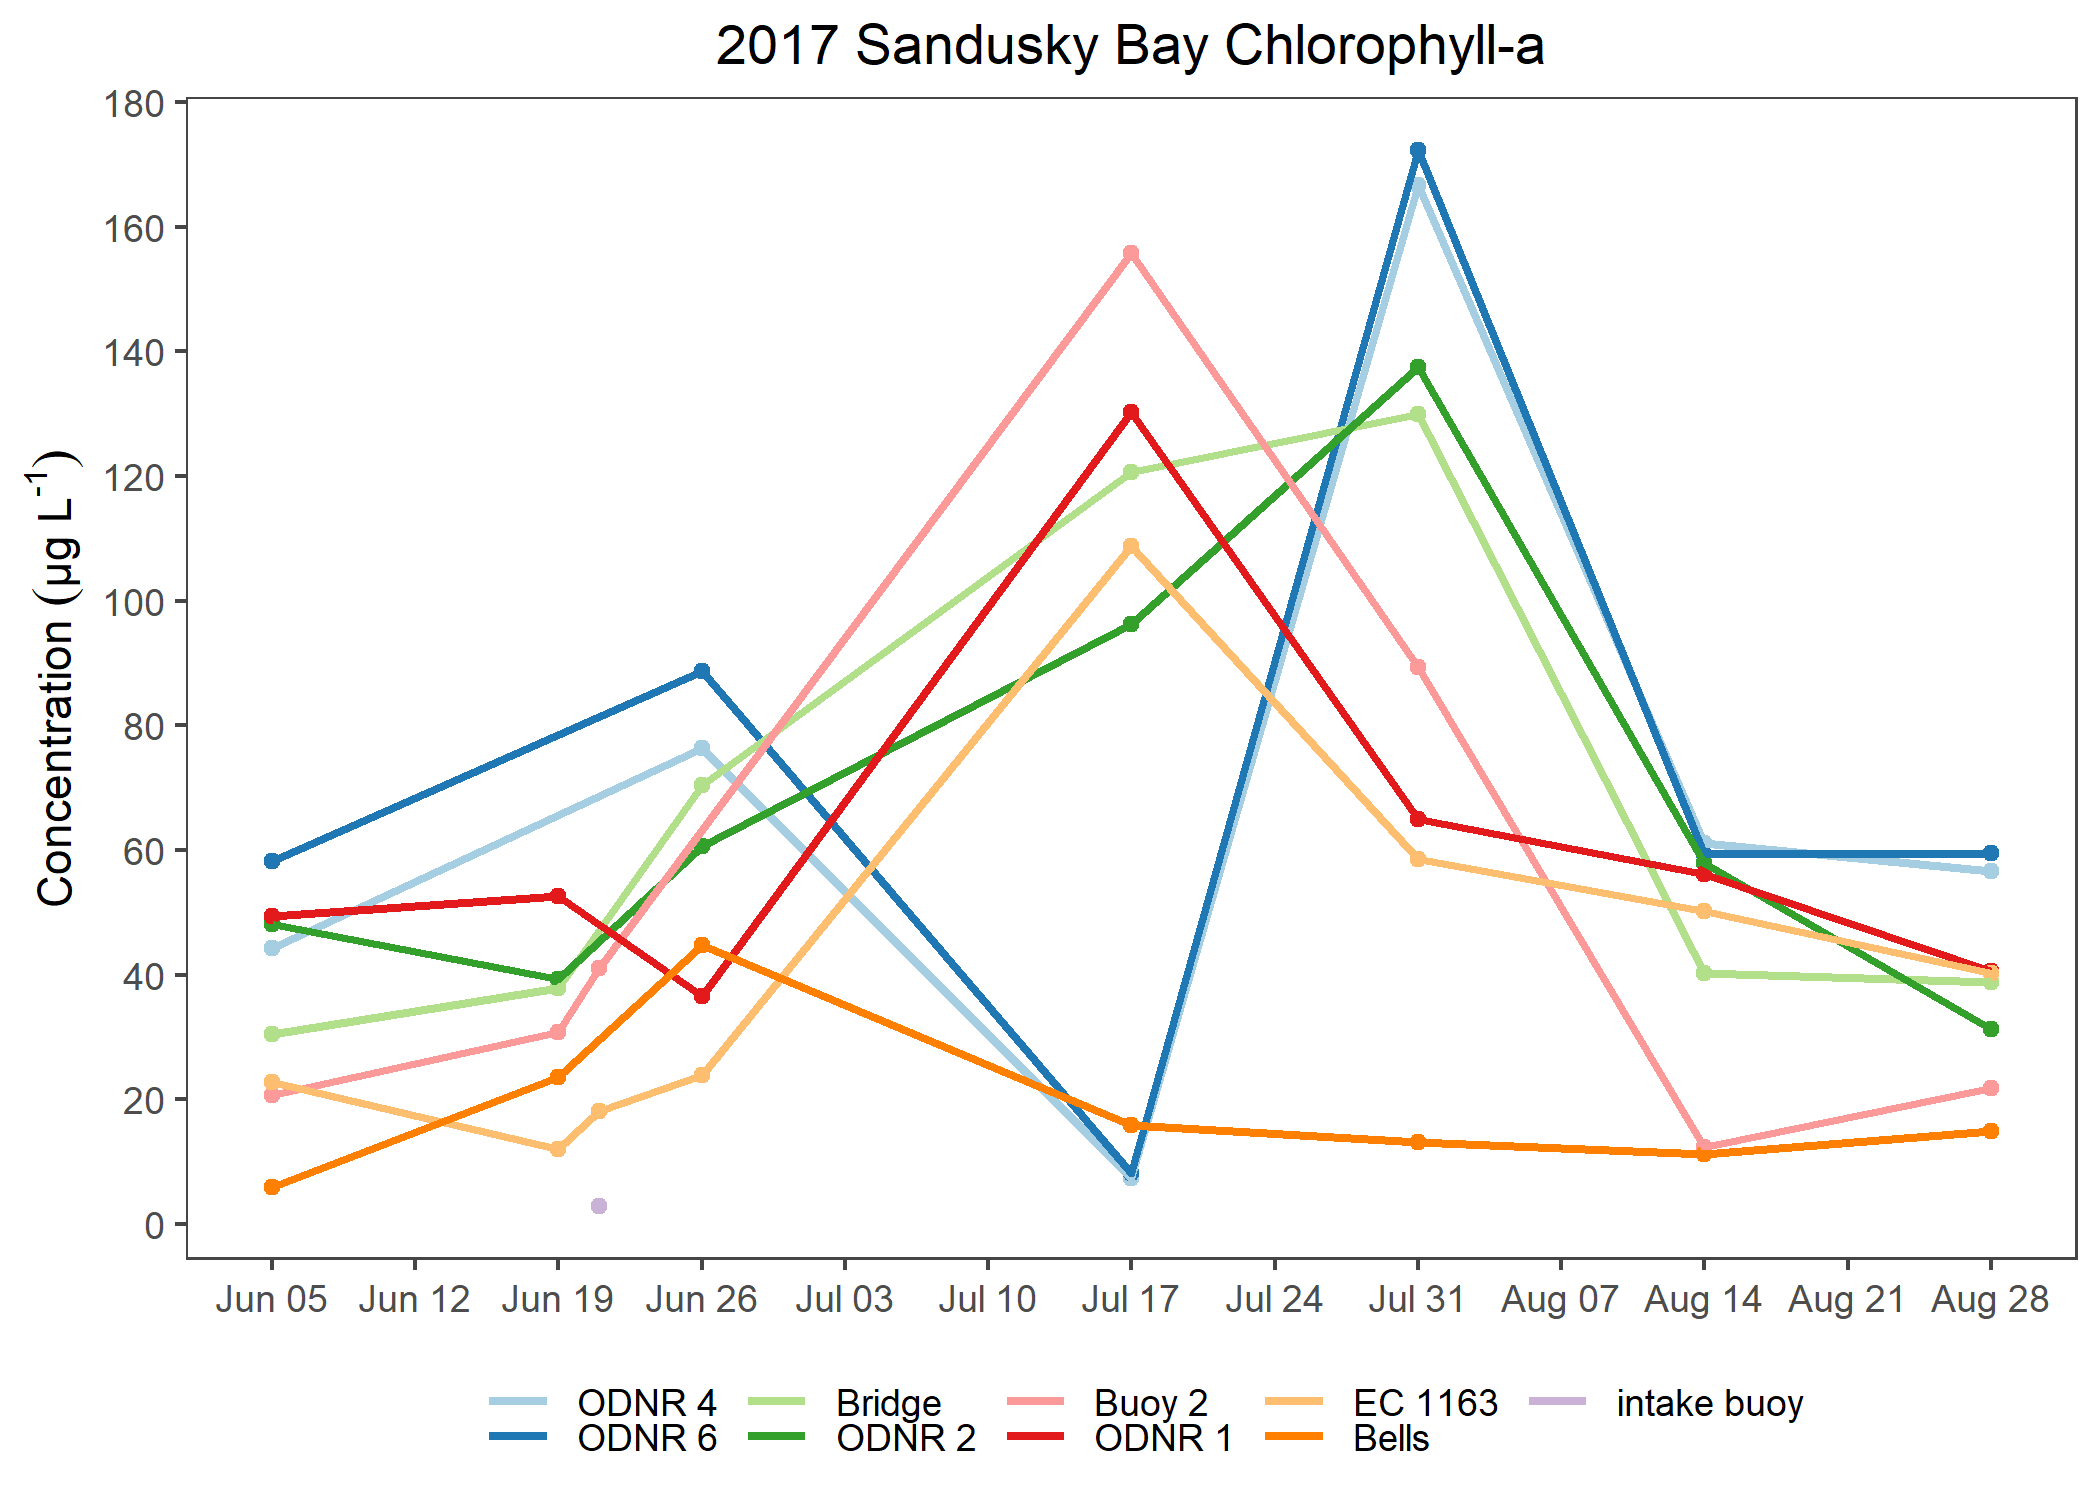 2017 Sandusky Bay Chlorophyll-a
Concentration (µg L⁻¹)
180
160
140
120
100
80
60
40
20
0
Jun 05 Jun 12 Jun 19 Jun 26 Jul 03 Jul 10 Jul 17 Jul 24 Jul 31 Aug 07 Aug 14 Aug 21 Aug 28
ODNR 4 Bridge Buoy 2 EC 1163 intake buoy
ODNR 6 ODNR 2 ODNR 1 Bells